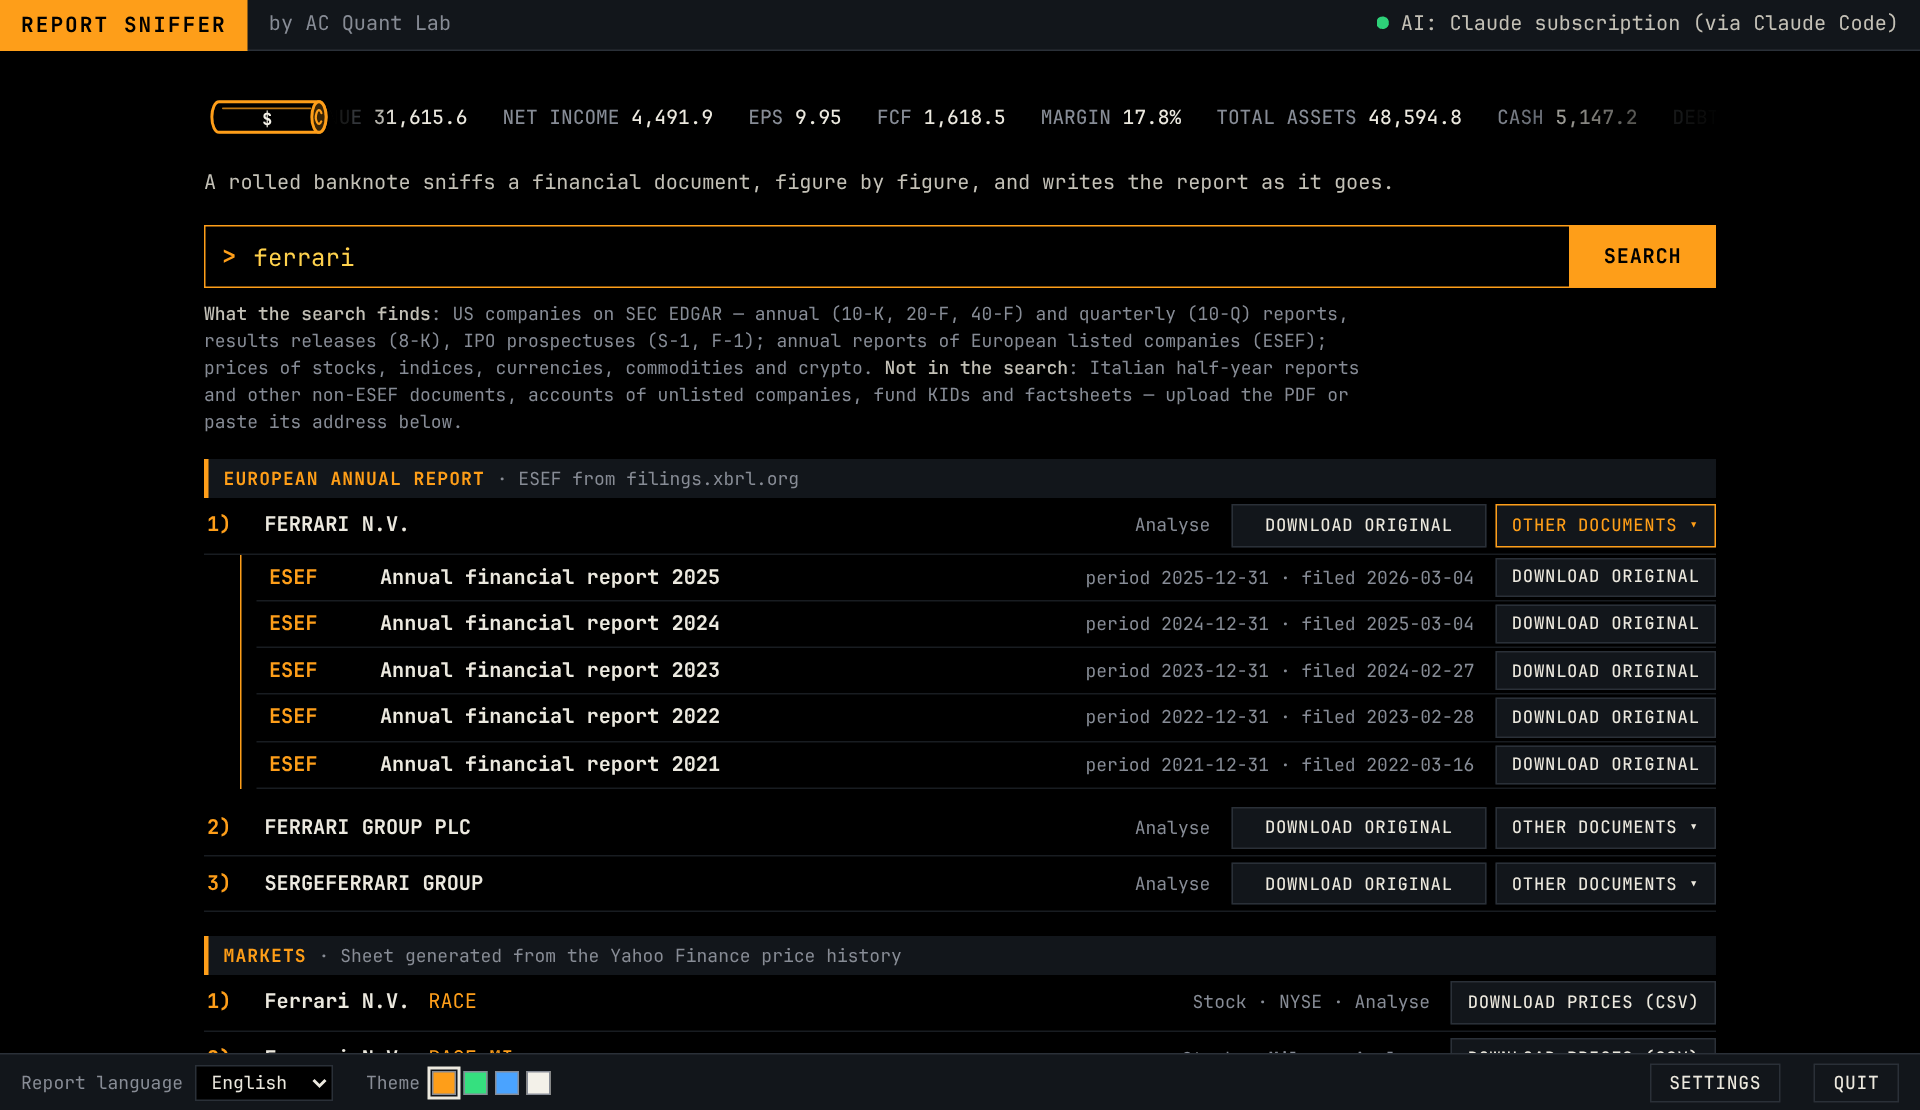 REPORT SNIFFER by AC Quant Lab AI: Claude subscription (via Claude Code)
$ UE 31,615.6 NET INCOME 4,491.9 EPS 9.95 FCF 1,618.5 MARGIN 17.8% TOTAL ASSETS 48,594.8 CASH 5,147.2 DEBT
A rolled banknote sniffs a financial document, figure by figure, and writes the report as it goes.
> ferrari SEARCH
What the search finds: US companies on SEC EDGAR — annual (10-K, 20-F, 40-F) and quarterly (10-Q) reports,
results releases (8-K), IPO prospectuses (S-1, F-1); annual reports of European listed companies (ESEF);
prices of stocks, indices, currencies, commodities and crypto. Not in the search: Italian half-year reports
and other non-ESEF documents, accounts of unlisted companies, fund KIDs and factsheets — upload the PDF or
paste its address below.
EUROPEAN ANNUAL REPORT · ESEF from filings.xbrl.org
1) FERRARI N.V. Analyse DOWNLOAD ORIGINAL OTHER DOCUMENTS ▾
ESEF Annual financial report 2025 period 2025-12-31 · filed 2026-03-04 DOWNLOAD ORIGINAL
ESEF Annual financial report 2024 period 2024-12-31 · filed 2025-03-04 DOWNLOAD ORIGINAL
ESEF Annual financial report 2023 period 2023-12-31 · filed 2024-02-27 DOWNLOAD ORIGINAL
ESEF Annual financial report 2022 period 2022-12-31 · filed 2023-02-28 DOWNLOAD ORIGINAL
ESEF Annual financial report 2021 period 2021-12-31 · filed 2022-03-16 DOWNLOAD ORIGINAL
2) FERRARI GROUP PLC Analyse DOWNLOAD ORIGINAL OTHER DOCUMENTS ▾
3) SERGEFERRARI GROUP Analyse DOWNLOAD ORIGINAL OTHER DOCUMENTS ▾
MARKETS · Sheet generated from the Yahoo Finance price history
1) Ferrari N.V. RACE Stock · NYSE · Analyse DOWNLOAD PRICES (CSV)
Report language English Theme SETTINGS QUIT